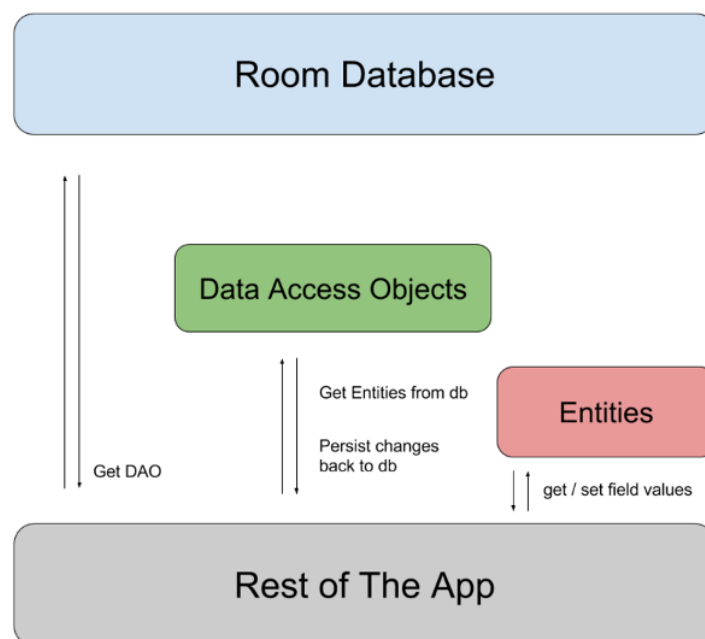 Room Database
Data Access Objects
Get Entities from db
Entities
Persist changes
back to db
Get DAO
get / set field values
Rest of The App